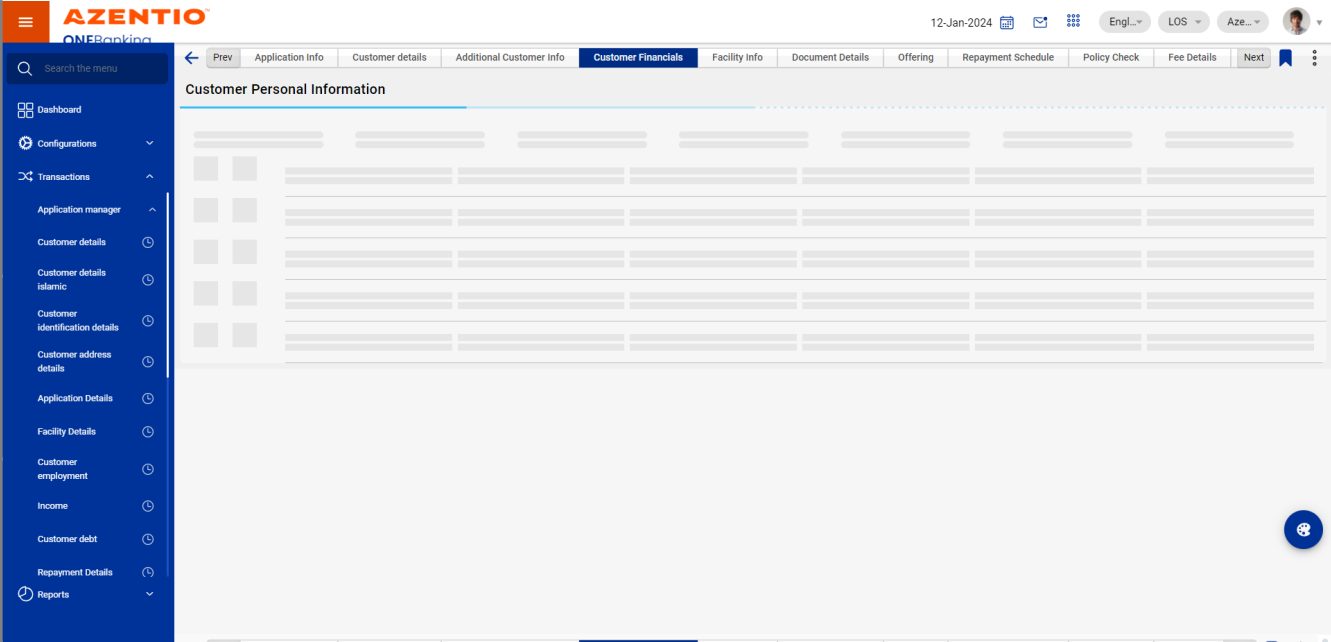 AZENTIO
ONEBanking
12-Jan-2024
Engl...
LOS
Aze...
Search the menu
Dashboard
Configurations
Transactions
Application manager
Customer details
Customer details
islamic
Customer
identification details
Customer address
details
Application Details
Facility Details
Customer
employment
Income
Customer debt
Repayment Details
Reports
Prev
Application Info
Customer details
Additional Customer Info
Customer Financials
Facility Info
Document Details
Offering
Repayment Schedule
Policy Check
Fee Details
Next
Customer Personal Information